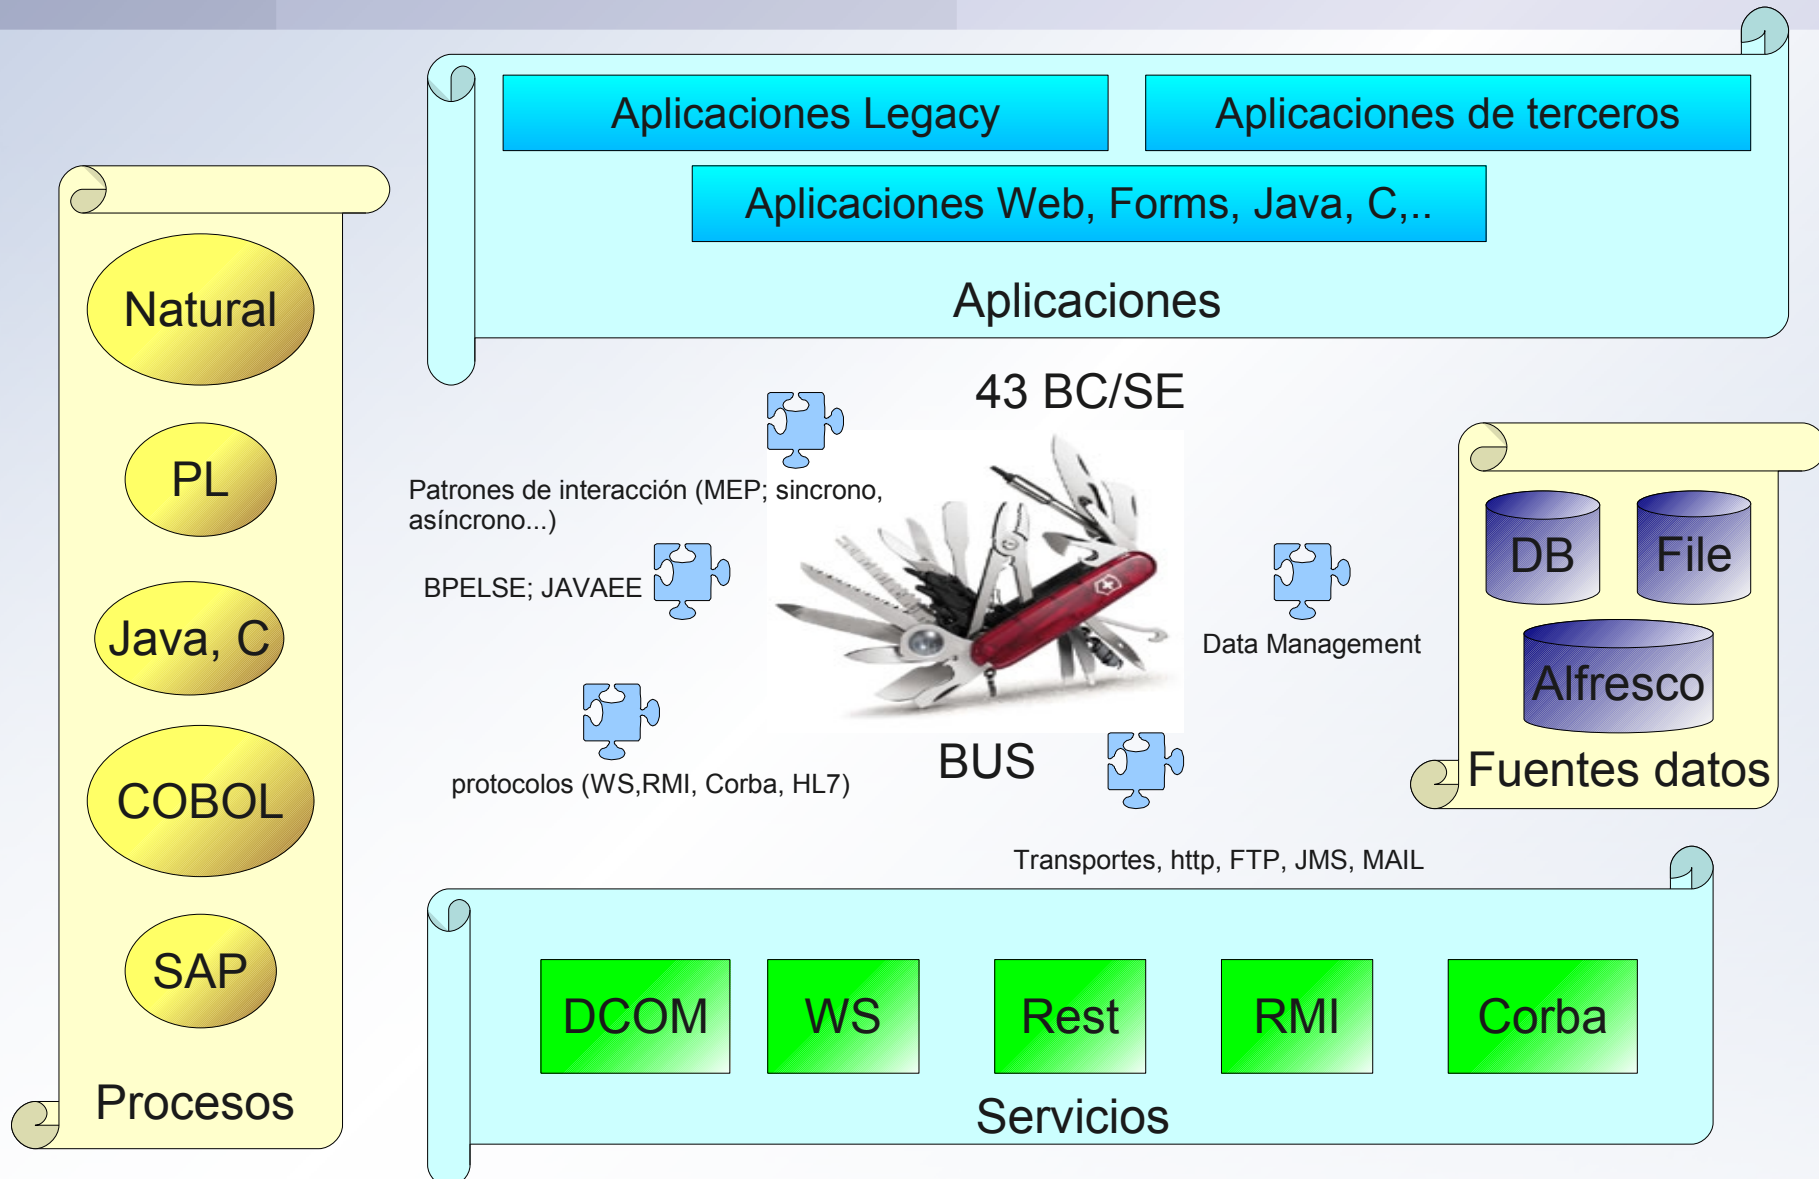 Aplicaciones Legacy
Aplicaciones de terceros
Aplicaciones Web, Forms, Java, C,..
Aplicaciones
Natural
PL
Java, C
COBOL
SAP
Procesos
43 BC/SE
Patrones de interacción (MEP; sincrono,
asíncrono...)
BPELSE; JAVAEE
protocolos (WS,RMI, Corba, HL7)
BUS
Data Management
Transportes, http, FTP, JMS, MAIL
DB
File
Alfresco
Fuentes datos
DCOM
WS
Rest
RMI
Corba
Servicios